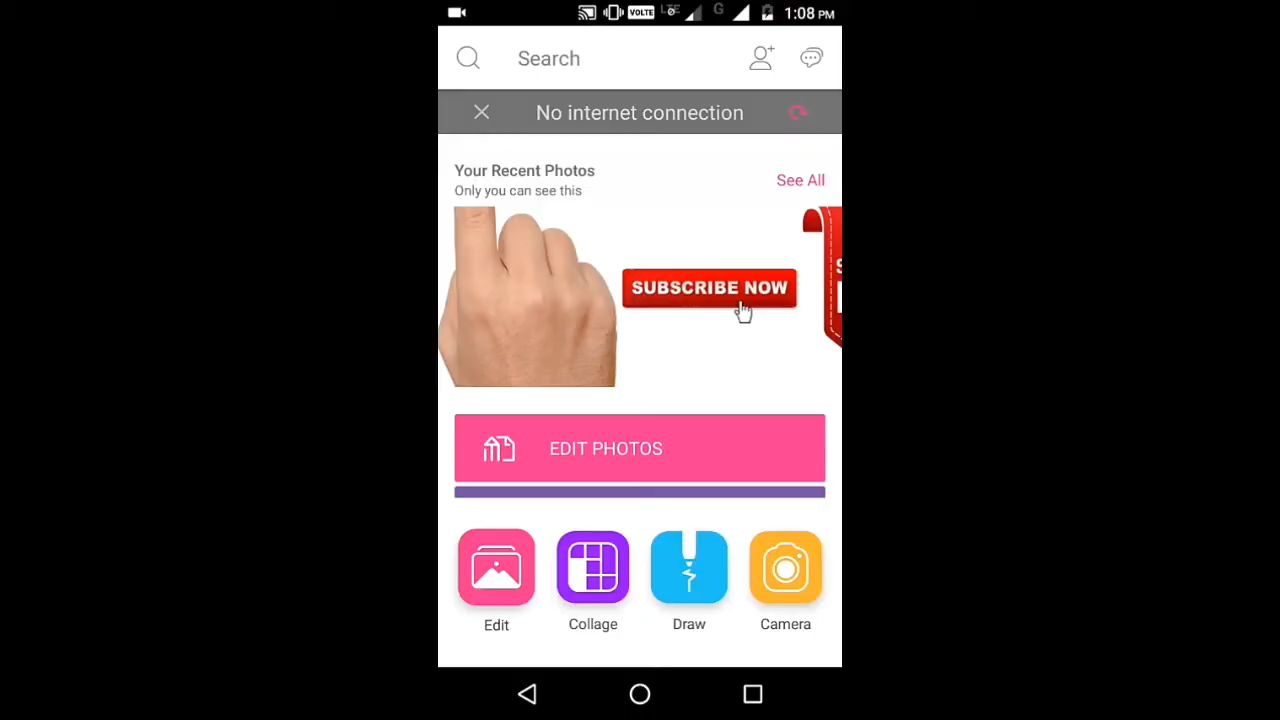 VOLTE LTE G 1:08 PM
Search
No internet connection
Your Recent Photos
Only you can see this
See All
SUBSCRIBE NOW
EDIT PHOTOS
Edit
Collage
Draw
Camera